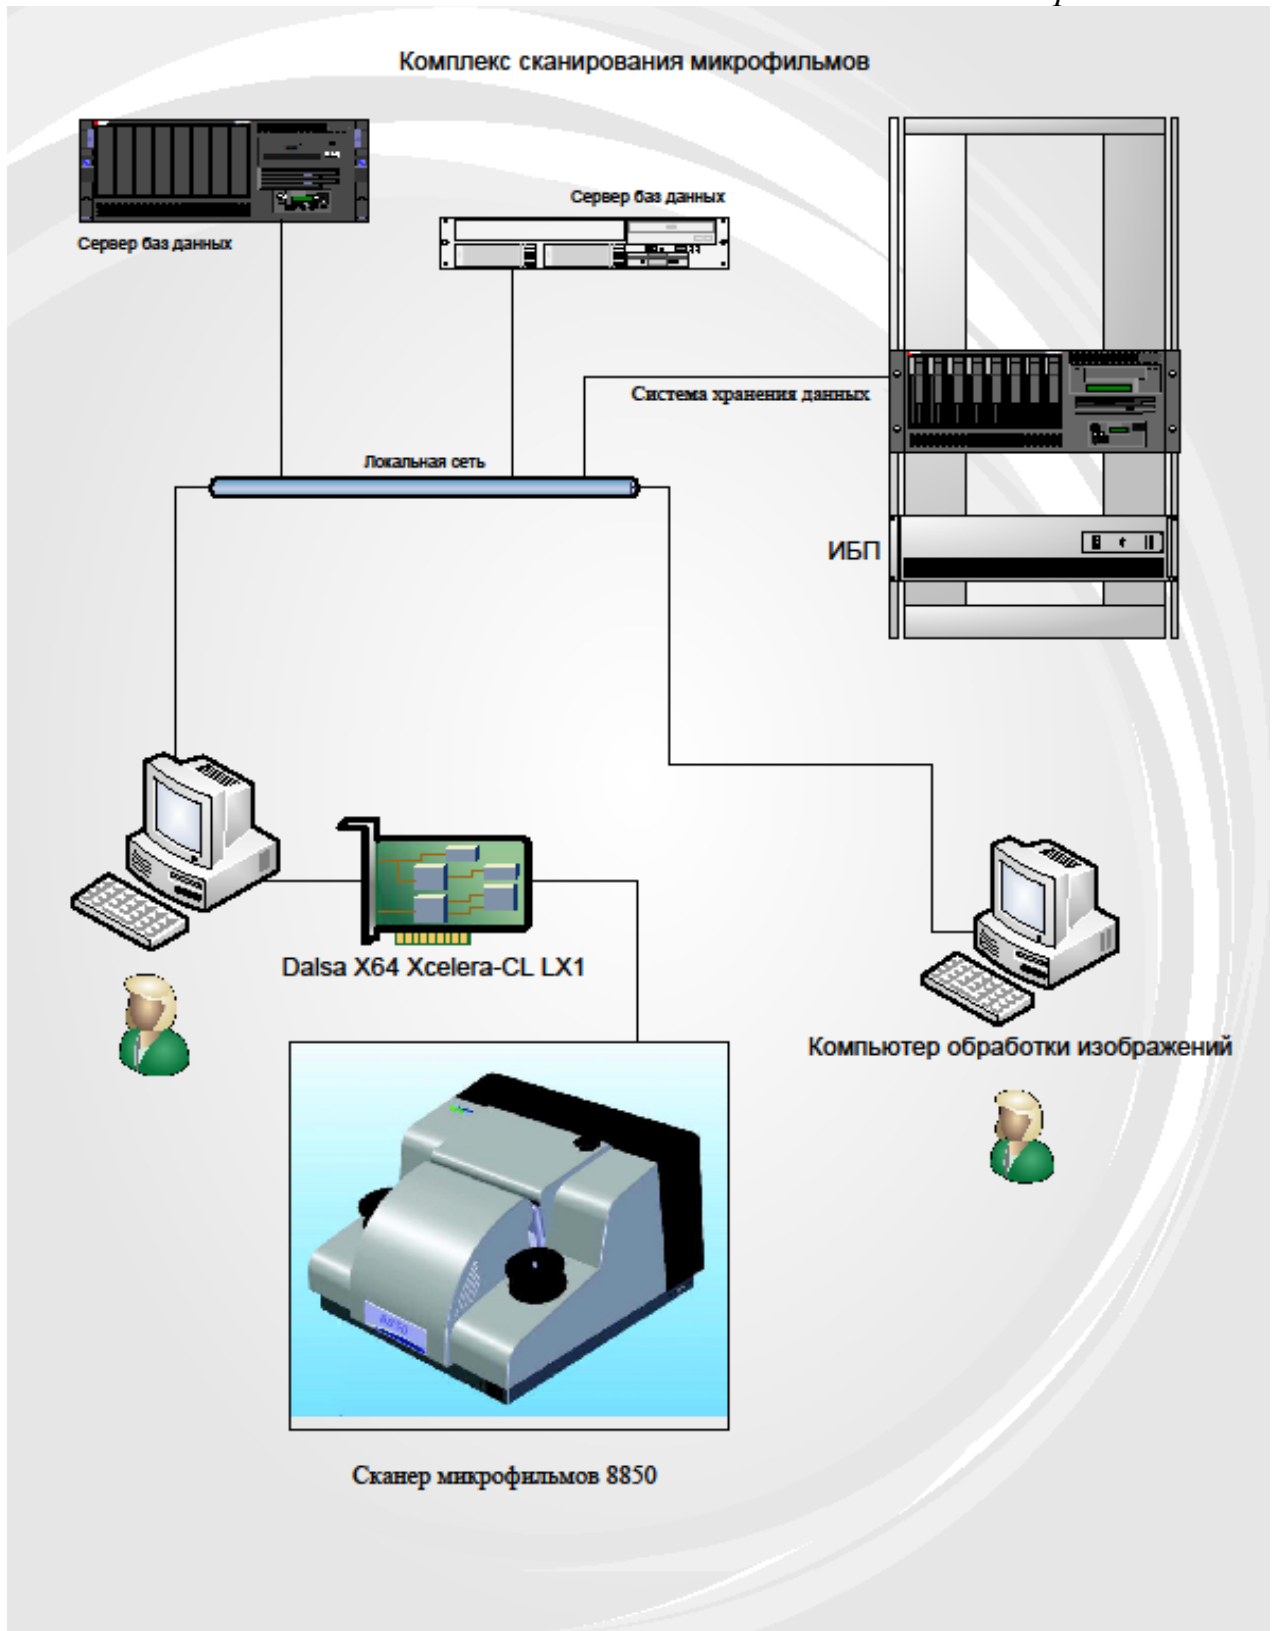 Комплекс сканирования микрофильмов
Сервер баз данных
Сервер баз данных
Система хранения данных
Локальная сеть
ИБП
Dalsa X64 Xcelera-CL LX1
Компьютер обработки изображений
8850
Сканер микрофильмов 8850